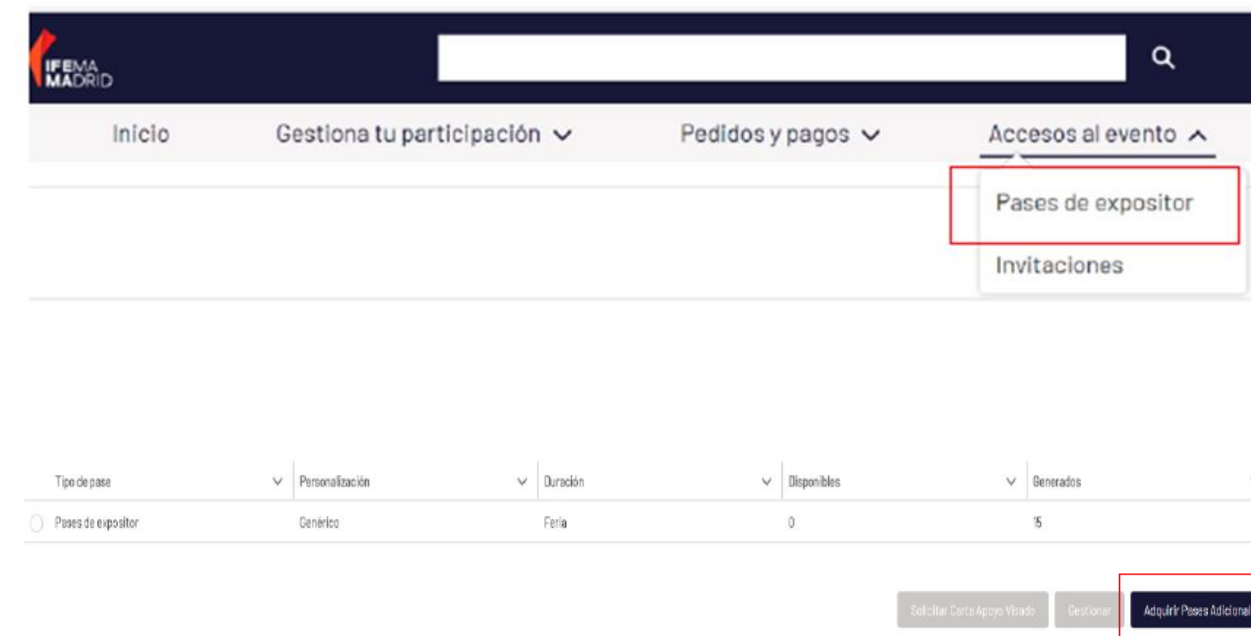 IFEMA
MADRID
Inicio Gestiona tu participación Pedidos y pagos Accesos al evento
Pases de expositor
Invitaciones
Tipo de pase Personalización Duración Disponibles Generados
Pases de expositor Genérico Feria 0 15
Solicitar Carta Apoyo Visado Gestionar Adquirir Pases Adicional